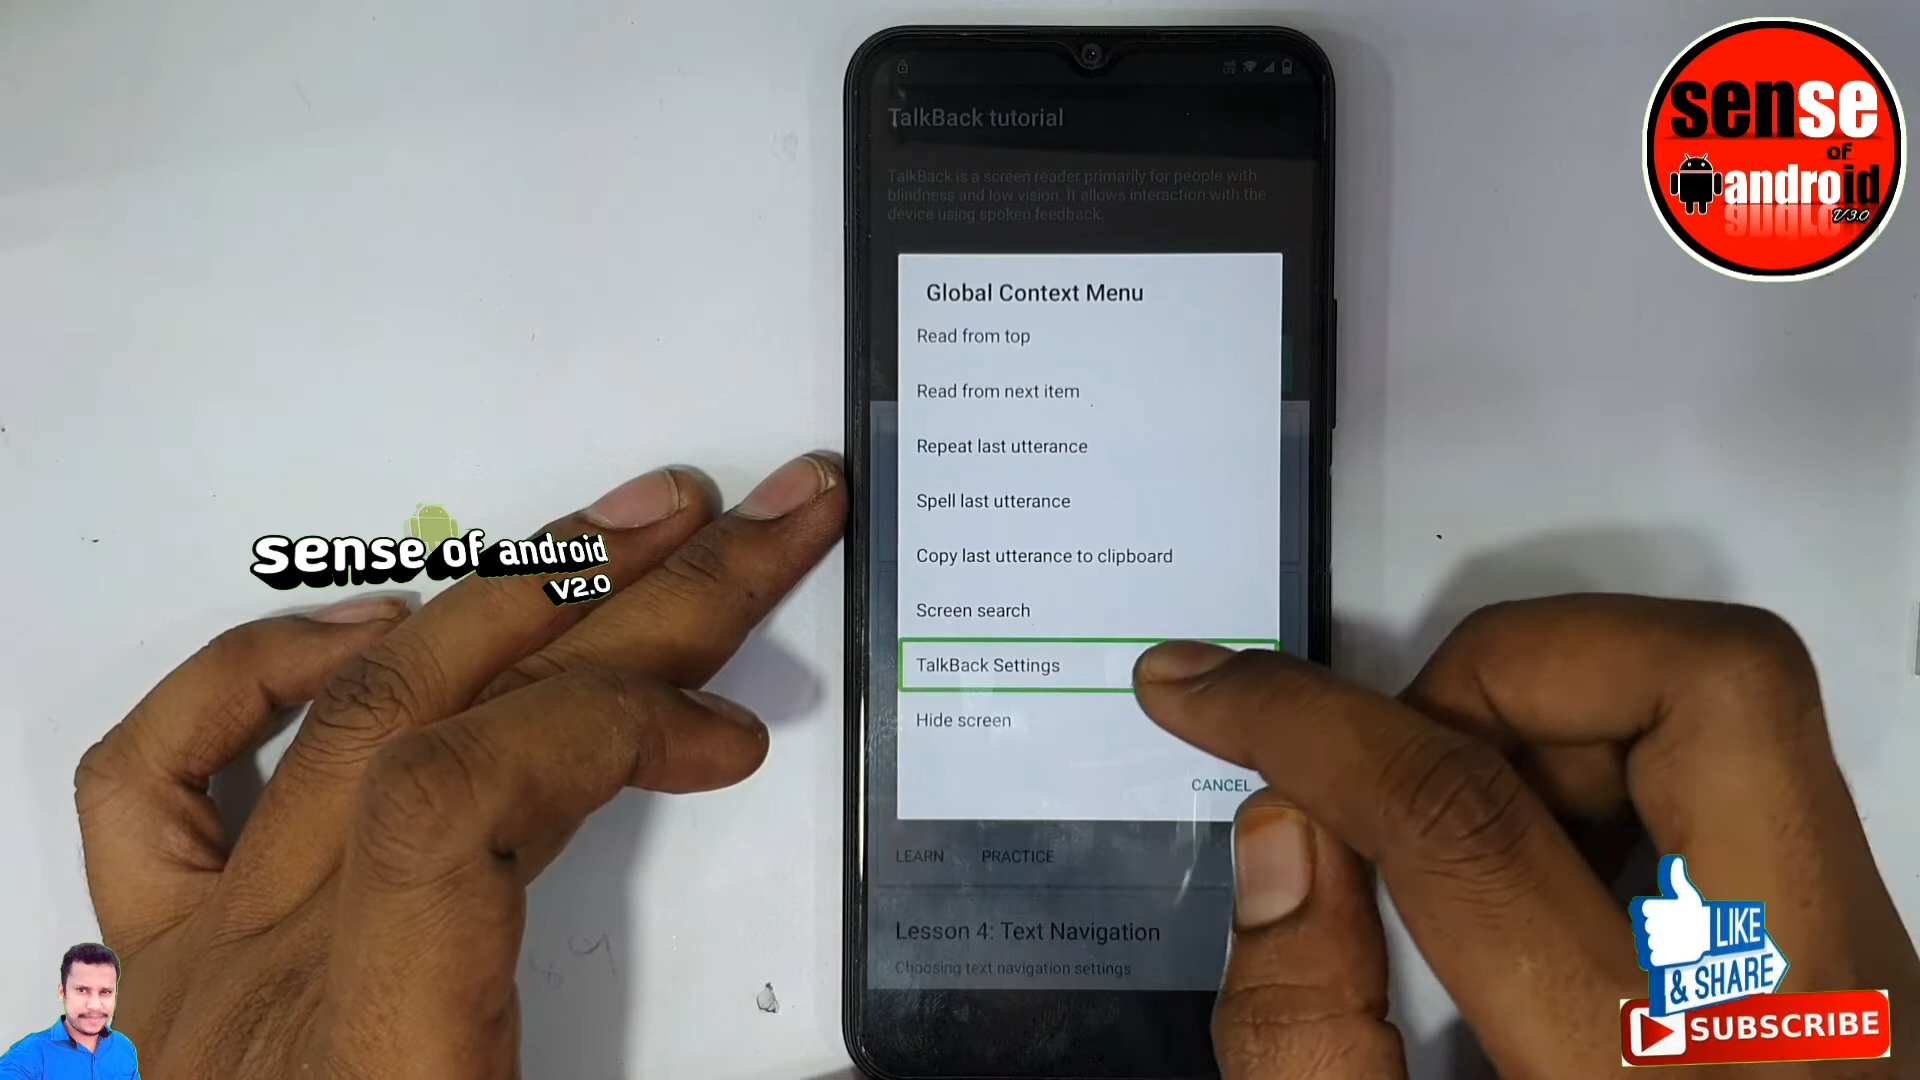 TalkBack tutorial
TalkBack is a screen reader primarily for people with
blindness and low vision. It allows interaction with the
device using spoken feedback.
Global Context Menu
Read from top
Read from next item
Repeat last utterance
Spell last utterance
Copy last utterance to clipboard
Screen search
TalkBack Settings
Hide screen
CANCEL
LEARN PRACTICE
Lesson 4: Text Navigation
Choosing text navigation settings
sense
of
android
V3.0
sense of android
V2.0
LIKE
& SHARE
SUBSCRIBE